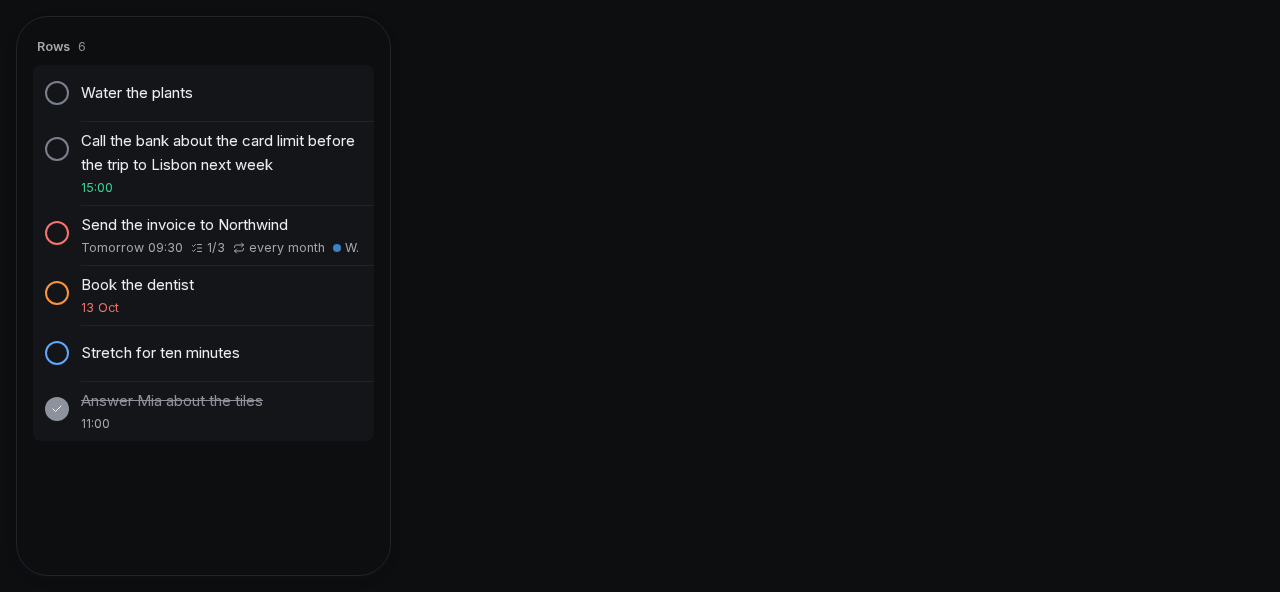 Rows 6
Water the plants
Call the bank about the card limit before
the trip to Lisbon next week
15:00
Send the invoice to Northwind
Tomorrow 09:30 1/3 every month W.
Book the dentist
13 Oct
Stretch for ten minutes
Answer Mia about the tiles
11:00